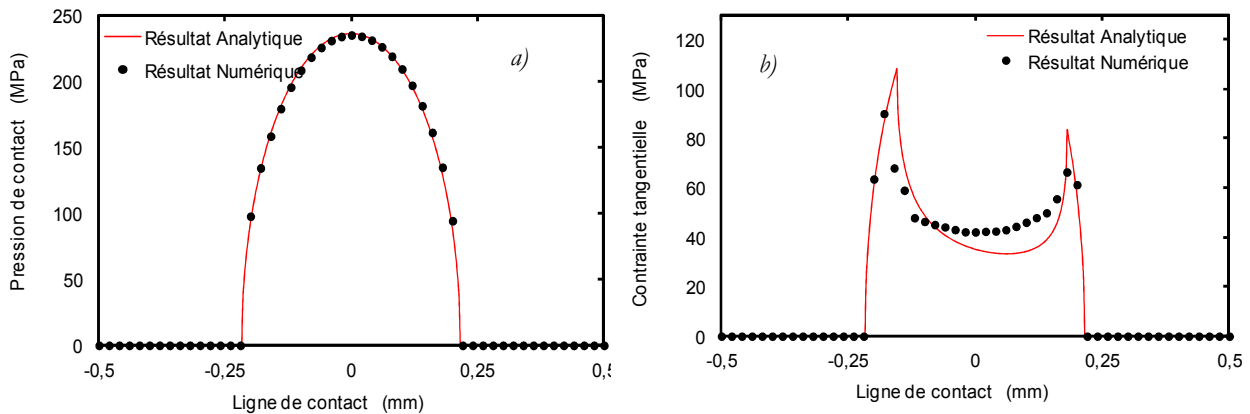 250
200
150
100
50
0
Pression de contact (MPa)
Résultat Analytique
Résultat Numérique
a)
-0,5
-0,25
0
0,25
0,5
Ligne de contact (mm)
120
100
80
60
40
20
0
Contrainte tangentielle (MPa)
b)
Résultat Analytique
Résultat Numérique
-0,5
-0,25
0
0,25
0,5
Ligne de contact (mm)